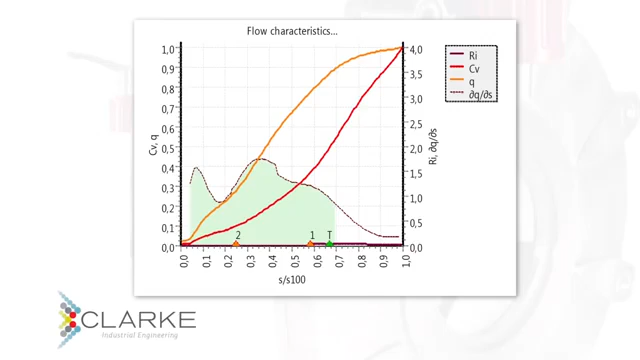 Flow characteristics...
Cv, q
1,0
0,9
0,8
0,7
0,6
0,5
0,4
0,3
0,2
0,1
0,0
4,0
3,5
3,0
2,5
2,0
1,5
1,0
0,5
0,0
Ri, ∂q/∂s
Ri
Cv
q
∂q/∂s
2 1 T
0,0 0,1 0,2 0,3 0,4 0,5 0,6 0,7 0,8 0,9 1,0
s/s100
CLARKE
Industrial Engineering